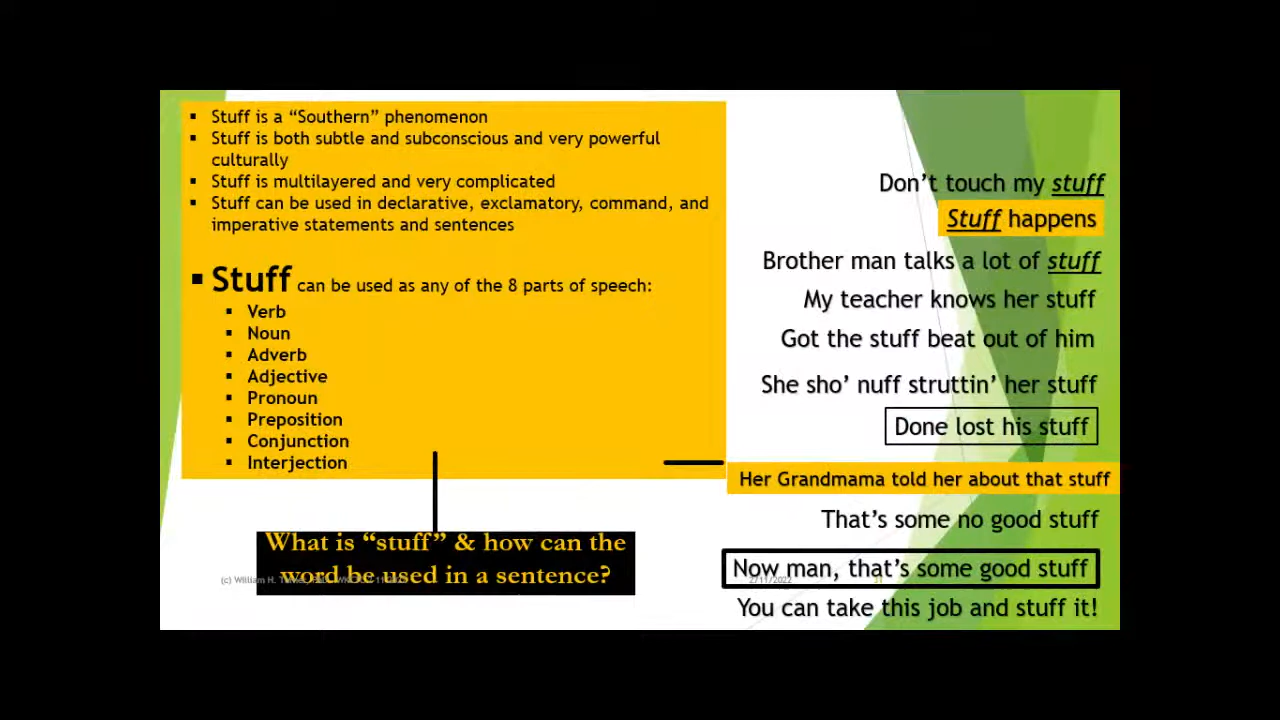 Stuff is a “Southern” phenomenon
Stuff is both subtle and subconscious and very powerful
culturally
Stuff is multilayered and very complicated
Stuff can be used in declarative, exclamatory, command, and
imperative statements and sentences
Stuff can be used as any of the 8 parts of speech:
Verb
Noun
Adverb
Adjective
Pronoun
Preposition
Conjunction
Interjection
What is “stuff” & how can the
word be used in a sentence?
(c) William H.
2/11/2022
Don’t touch my stuff
Stuff happens
Brother man talks a lot of stuff
My teacher knows her stuff
Got the stuff beat out of him
She sho’ nuff struttin’ her stuff
Done lost his stuff
Her Grandmama told her about that stuff
That’s some no good stuff
Now man, that’s some good stuff
You can take this job and stuff it!